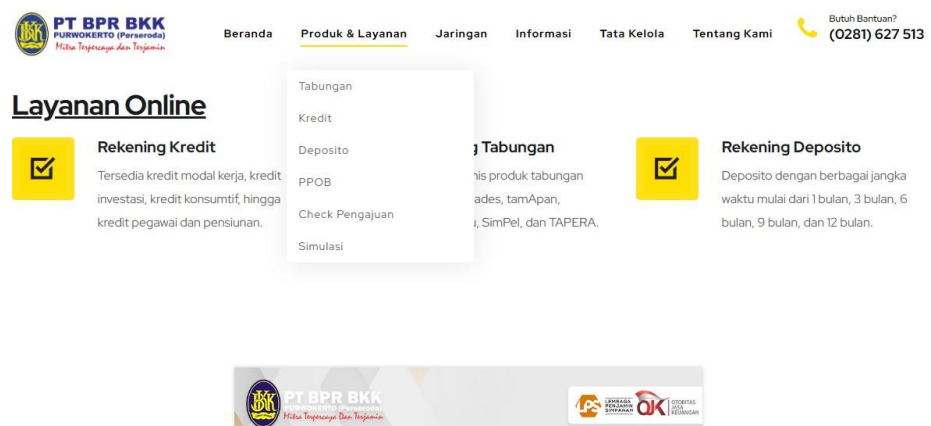 PT BPR BKK
PURWOKERTO (Perseroda)
Mitra Terpercaya dan Terjamin
Beranda
Produk & Layanan
Jaringan
Informasi
Tata Kelola
Tentang Kami
Butuh Bantuan?
(0281) 627 513
Tabungan
Kredit
Deposito
PPOB
Check Pengajuan
Simulasi
Layanan Online
Rekening Kredit
Tersedia kredit modal kerja, kredit
investasi, kredit konsumtif, hingga
kredit pegawai dan pensiunan.
Tabungan
produk tabungan
tamApan,
SimPel, dan TAPERA.
Rekening Deposito
Deposito dengan berbagai jangka
waktu mulai dari 1 bulan, 3 bulan, 6
bulan, 9 bulan, dan 12 bulan.
BKK
PT BPR BKK
PURWOKERTO (Perseroda)
Mitra Terpercaya Dan Terjamin
LPS
LEMBAGA
PENJAMIN
SIMPANAN
OJK
OTORITAS
JASA
KEUANGAN